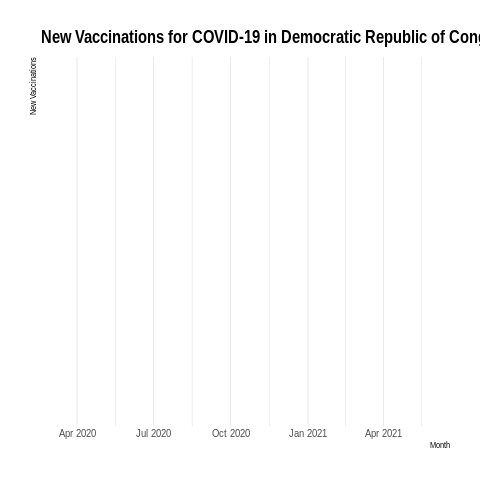 New Vaccinations for COVID-19 in Democratic Republic of Cong
New Vaccinations
Apr 2020 Jul 2020 Oct 2020 Jan 2021 Apr 2021
Month